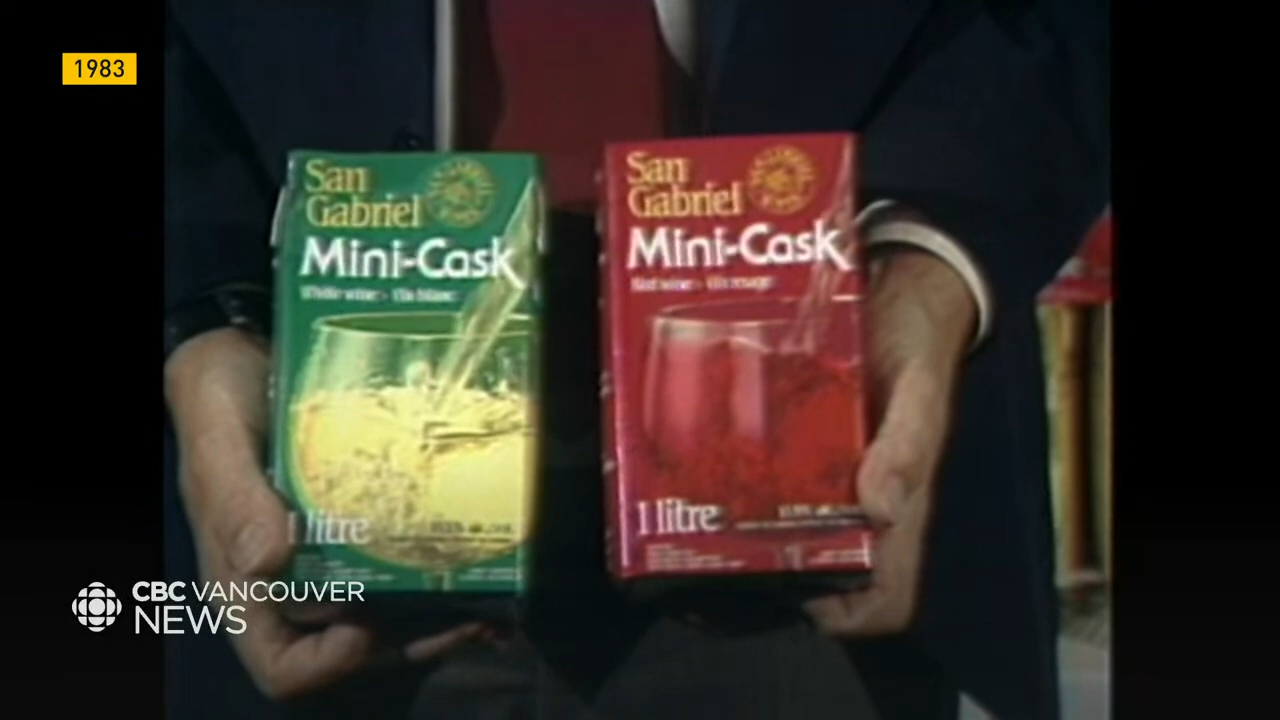 1983
San
Gabriel
Mini-Cask
White wine · Vin blanc
1 litre
San
Gabriel
Mini-Cask
Red wine · Vin rouge
1 litre
CBC VANCOUVER
NEWS